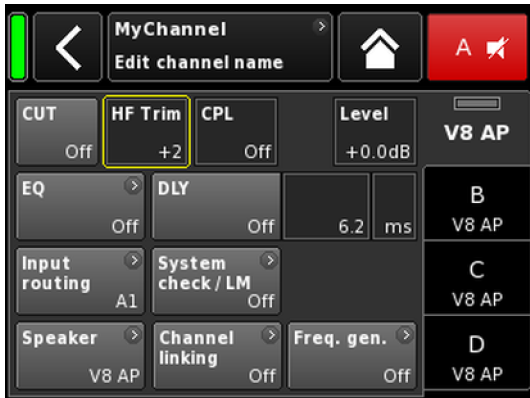 MyChannel
Edit channel name
A
CUT
Off
HF Trim
+2
CPL
Off
Level
+0.0dB
V8 AP
EQ
Off
DLY
Off
6.2
ms
B
V8 AP
Input
routing
A1
System
check / LM
Off
C
V8 AP
Speaker
V8 AP
Channel
linking
Off
Freq. gen.
Off
D
V8 AP